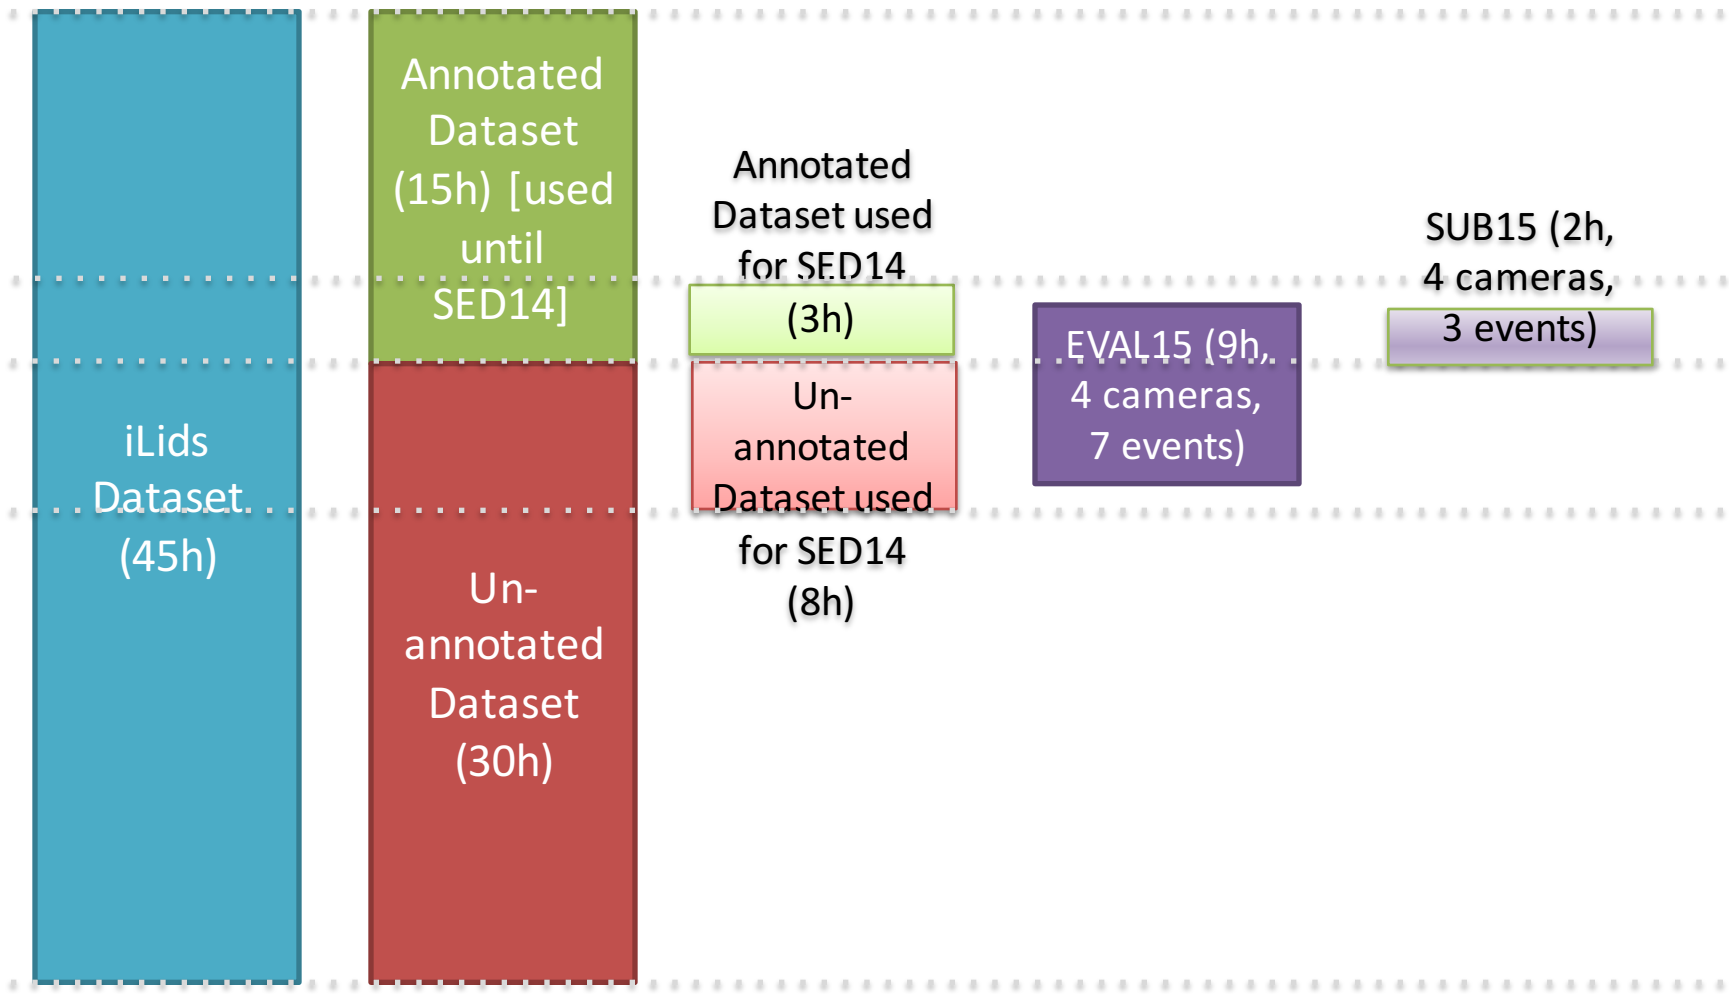 iLids
Dataset
(45h)
Annotated
Dataset
(15h) [used
until
SED14]
Un-
annotated
Dataset
(30h)
Annotated
Dataset used
for SED14
(3h)
Un-
annotated
Dataset used
for SED14
(8h)
EVAL15 (9h,
4 cameras,
7 events)
SUB15 (2h,
4 cameras,
3 events)